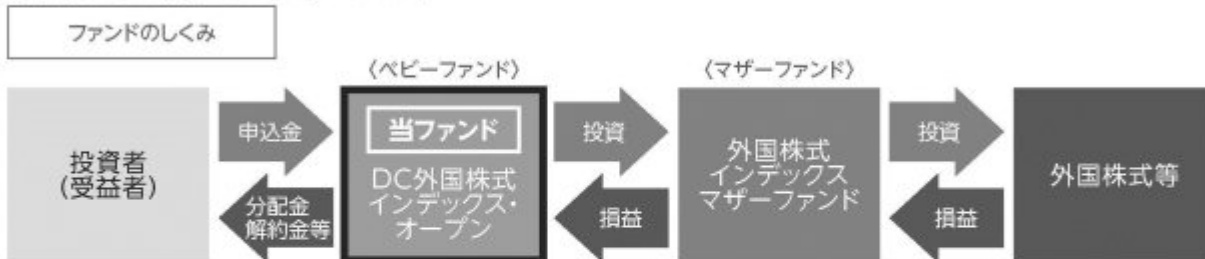 ファンドのしくみ
〈ベビーファンド〉
〈マザーファンド〉
投資者
(受益者)
申込金
分配金
解約金等
当ファンド
DC外国株式
インデックス・
オープン
投資
損益
外国株式
インデックス
マザーファンド
投資
損益
外国株式等